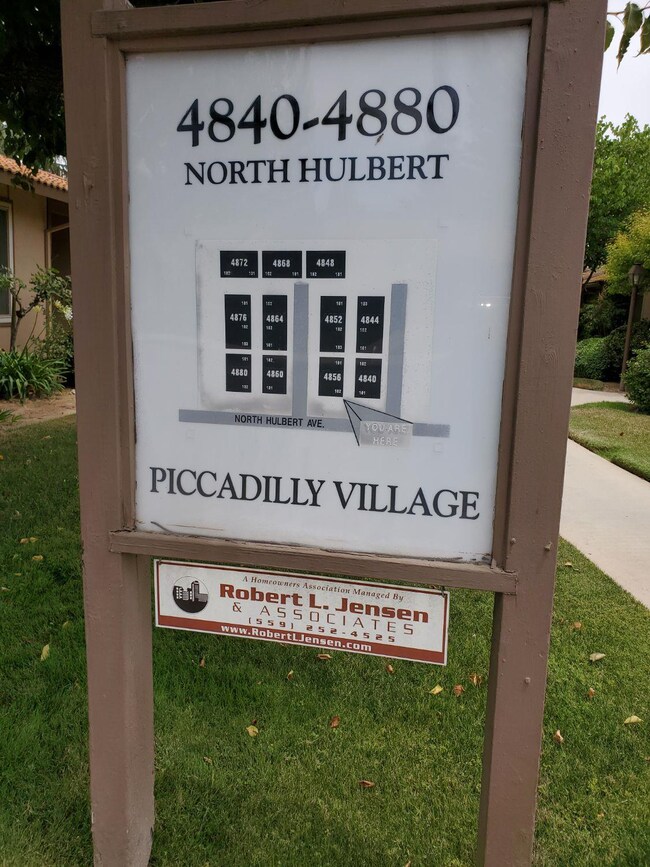 4840-4880
NORTH HULBERT
4872 4868 4848
4876 4864 4852 4844
4880 4860 4856 4840
NORTH HULBERT AVE.
YOU ARE
HERE
PICCADILLY VILLAGE
A Homeowners Association Managed By
Robert L. Jensen
& ASSOCIATES
(559) 252-4525
www.RobertLJensen.com